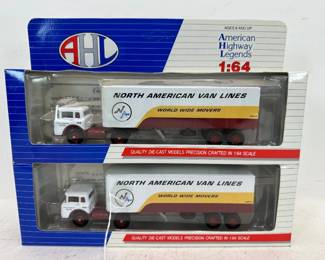 AGES 8 AND UP
AHL
American
Highway
Legends
1:64
NORTH AMERICAN VAN LINES
WORLD WIDE MOVERS
QUALITY DIE-CAST MODELS PRECISION CRAFTED IN 1:64 SCALE
NORTH AMERICAN VAN LINES
WORLD WIDE MOVERS
QUALITY DIE-CAST MODELS PRECISION CRAFTED IN 1:64 SCALE